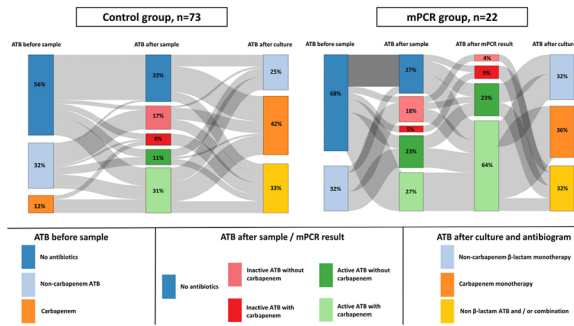 Control group, n=73
mPCR group, n=22
ATB before sample
ATB after sample
ATB after culture
ATB before sample
ATB after sample
ATB after mPCR result
ATB after culture
56%
32%
12%
33%
17%
8%
11%
31%
25%
42%
33%
68%
32%
27%
18%
5%
23%
27%
4%
9%
23%
64%
32%
36%
32%
ATB before sample
No antibiotics
Non-carbapenem ATB
Carbapenem
ATB after sample / mPCR result
No antibiotics
Inactive ATB without
carbapenem
Inactive ATB with
carbapenem
Active ATB without
carbapenem
Active ATB with
carbapenem
ATB after culture and antibiogram
Non-carbapenem β-lactam monotherapy
Carbapenem monotherapy
Non β-lactam ATB and / or combination